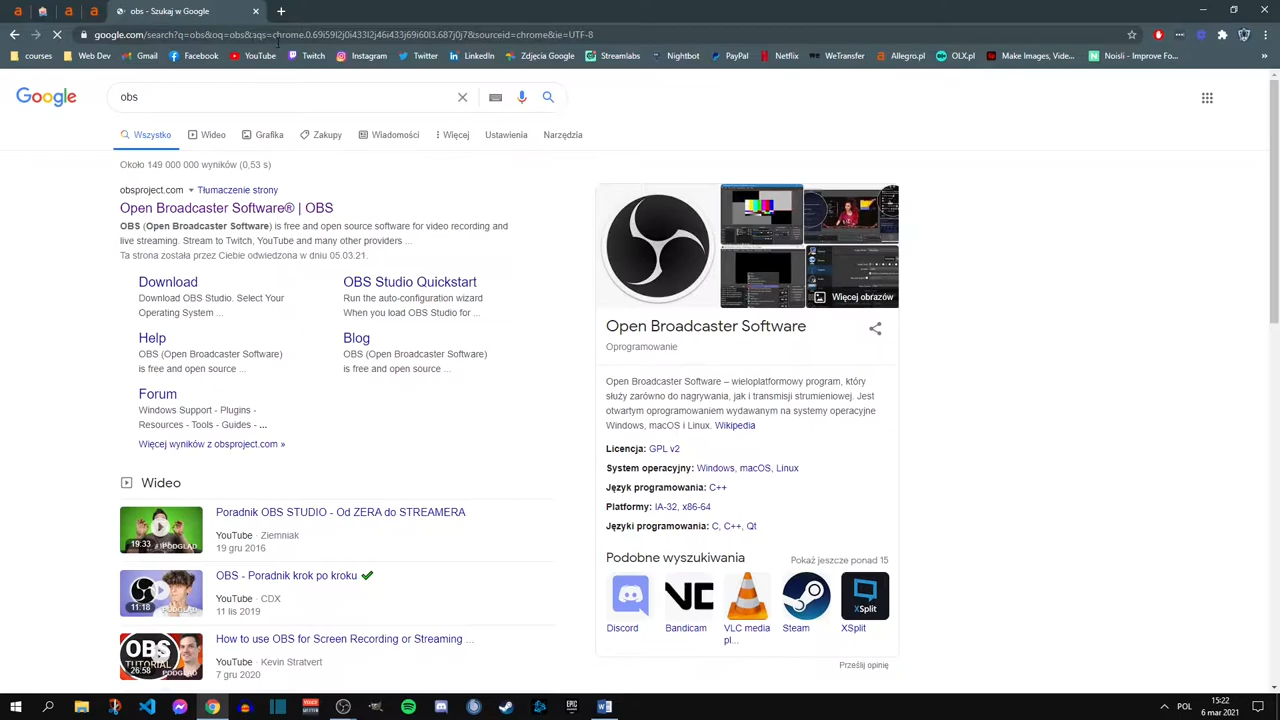 obs - Szukaj w Google
google.com/search?q=obs&oq=obs&aqs=chrome.0.69i59l2j0i433l2j46i433j69i60l3.687j0j7&sourceid=chrome&ie=UTF-8
courses Web Dev Gmail Facebook YouTube Twitch Instagram Twitter Zdjęcia Google Streamlabs Nightbot PayPal Netflix WeTransfer Allegro.pl OLX.pl Make Images, Vide... Noisli - Improve Fo... »
Google
obs
Wszystko Wideo Grafika Zakupy Wiadomości Więcej Ustawienia Narzędzia
Około 149 000 000 wyników (0,53 s)
obsproject.com Tłumaczenie strony
Open Broadcaster Software® | OBS
OBS (Open Broadcaster Software) is free and open source software for video recording and
live streaming. Stream to Twitch, YouTube and many other providers ...
Ta strona została przez Ciebie odwiedzona w dniu 05.03.21.
Download
Download OBS Studio. Select Your
Operating System ...
OBS Studio Quickstart
Run the auto-configuration wizard.
When you load OBS Studio for ...
Help
OBS (Open Broadcaster Software)
is free and open source ...
Blog
OBS (Open Broadcaster Software)
is free and open source ...
Forum
Windows Support - Plugins -
Resources - Tools - Guides - ...
Więcej wyników z obsproject.com »
Wideo
19:33
PODGLĄD
Poradnik OBS STUDIO - Od ZERA do STREAMERA
YouTube · Ziemniak
19 gru 2016
11:18
PODGLĄD
OBS - Poradnik krok po kroku
YouTube · CDX
11 lis 2019
OBS
TUTORIAL
26:58
PODGLĄD
How to use OBS for Screen Recording or Streaming ...
YouTube · Kevin Stratvert
7 gru 2020
Więcej obrazów
Open Broadcaster Software
Oprogramowanie
Open Broadcaster Software – wieloplatformowy program, który
służy zarówno do nagrywania, jak i transmisji strumieniowej. Jest
otwartym oprogramowaniem wydawanym na systemy operacyjne
Windows, macOS i Linux. Wikipedia
Licencja: GPL v2
System operacyjny: Windows, macOS, Linux
Język programowania: C++
Platformy: IA-32, x86-64
Języki programowania: C, C++, Qt
Podobne wyszukiwania Pokaż jeszcze ponad 15
XSplit
Discord Bandicam VLC media pl... Steam XSplit
Prześlij opinię
EPIC
POL
15:22
6 mar 2021